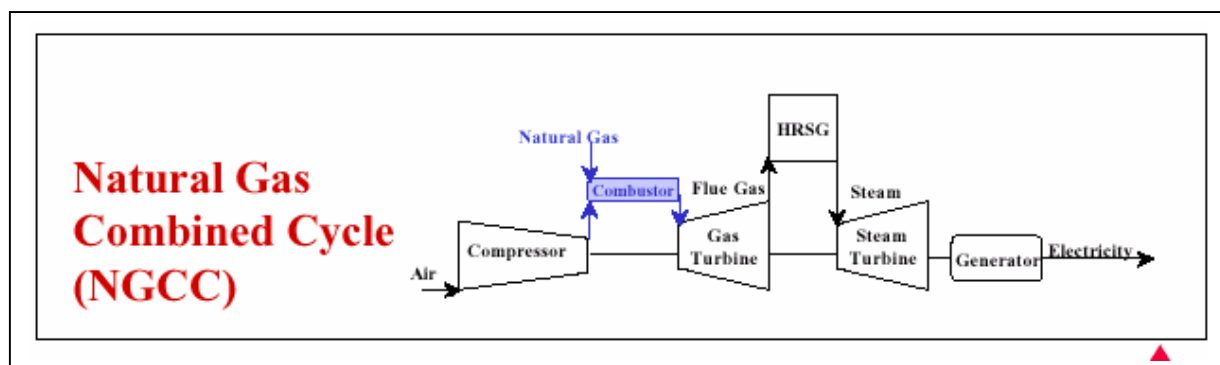 Natural Gas
Combined Cycle
(NGCC)
Air
Compressor
Natural Gas
Combustor
Flue Gas
Gas
Turbine
HRSG
Steam
Steam
Turbine
Generator
Electricity